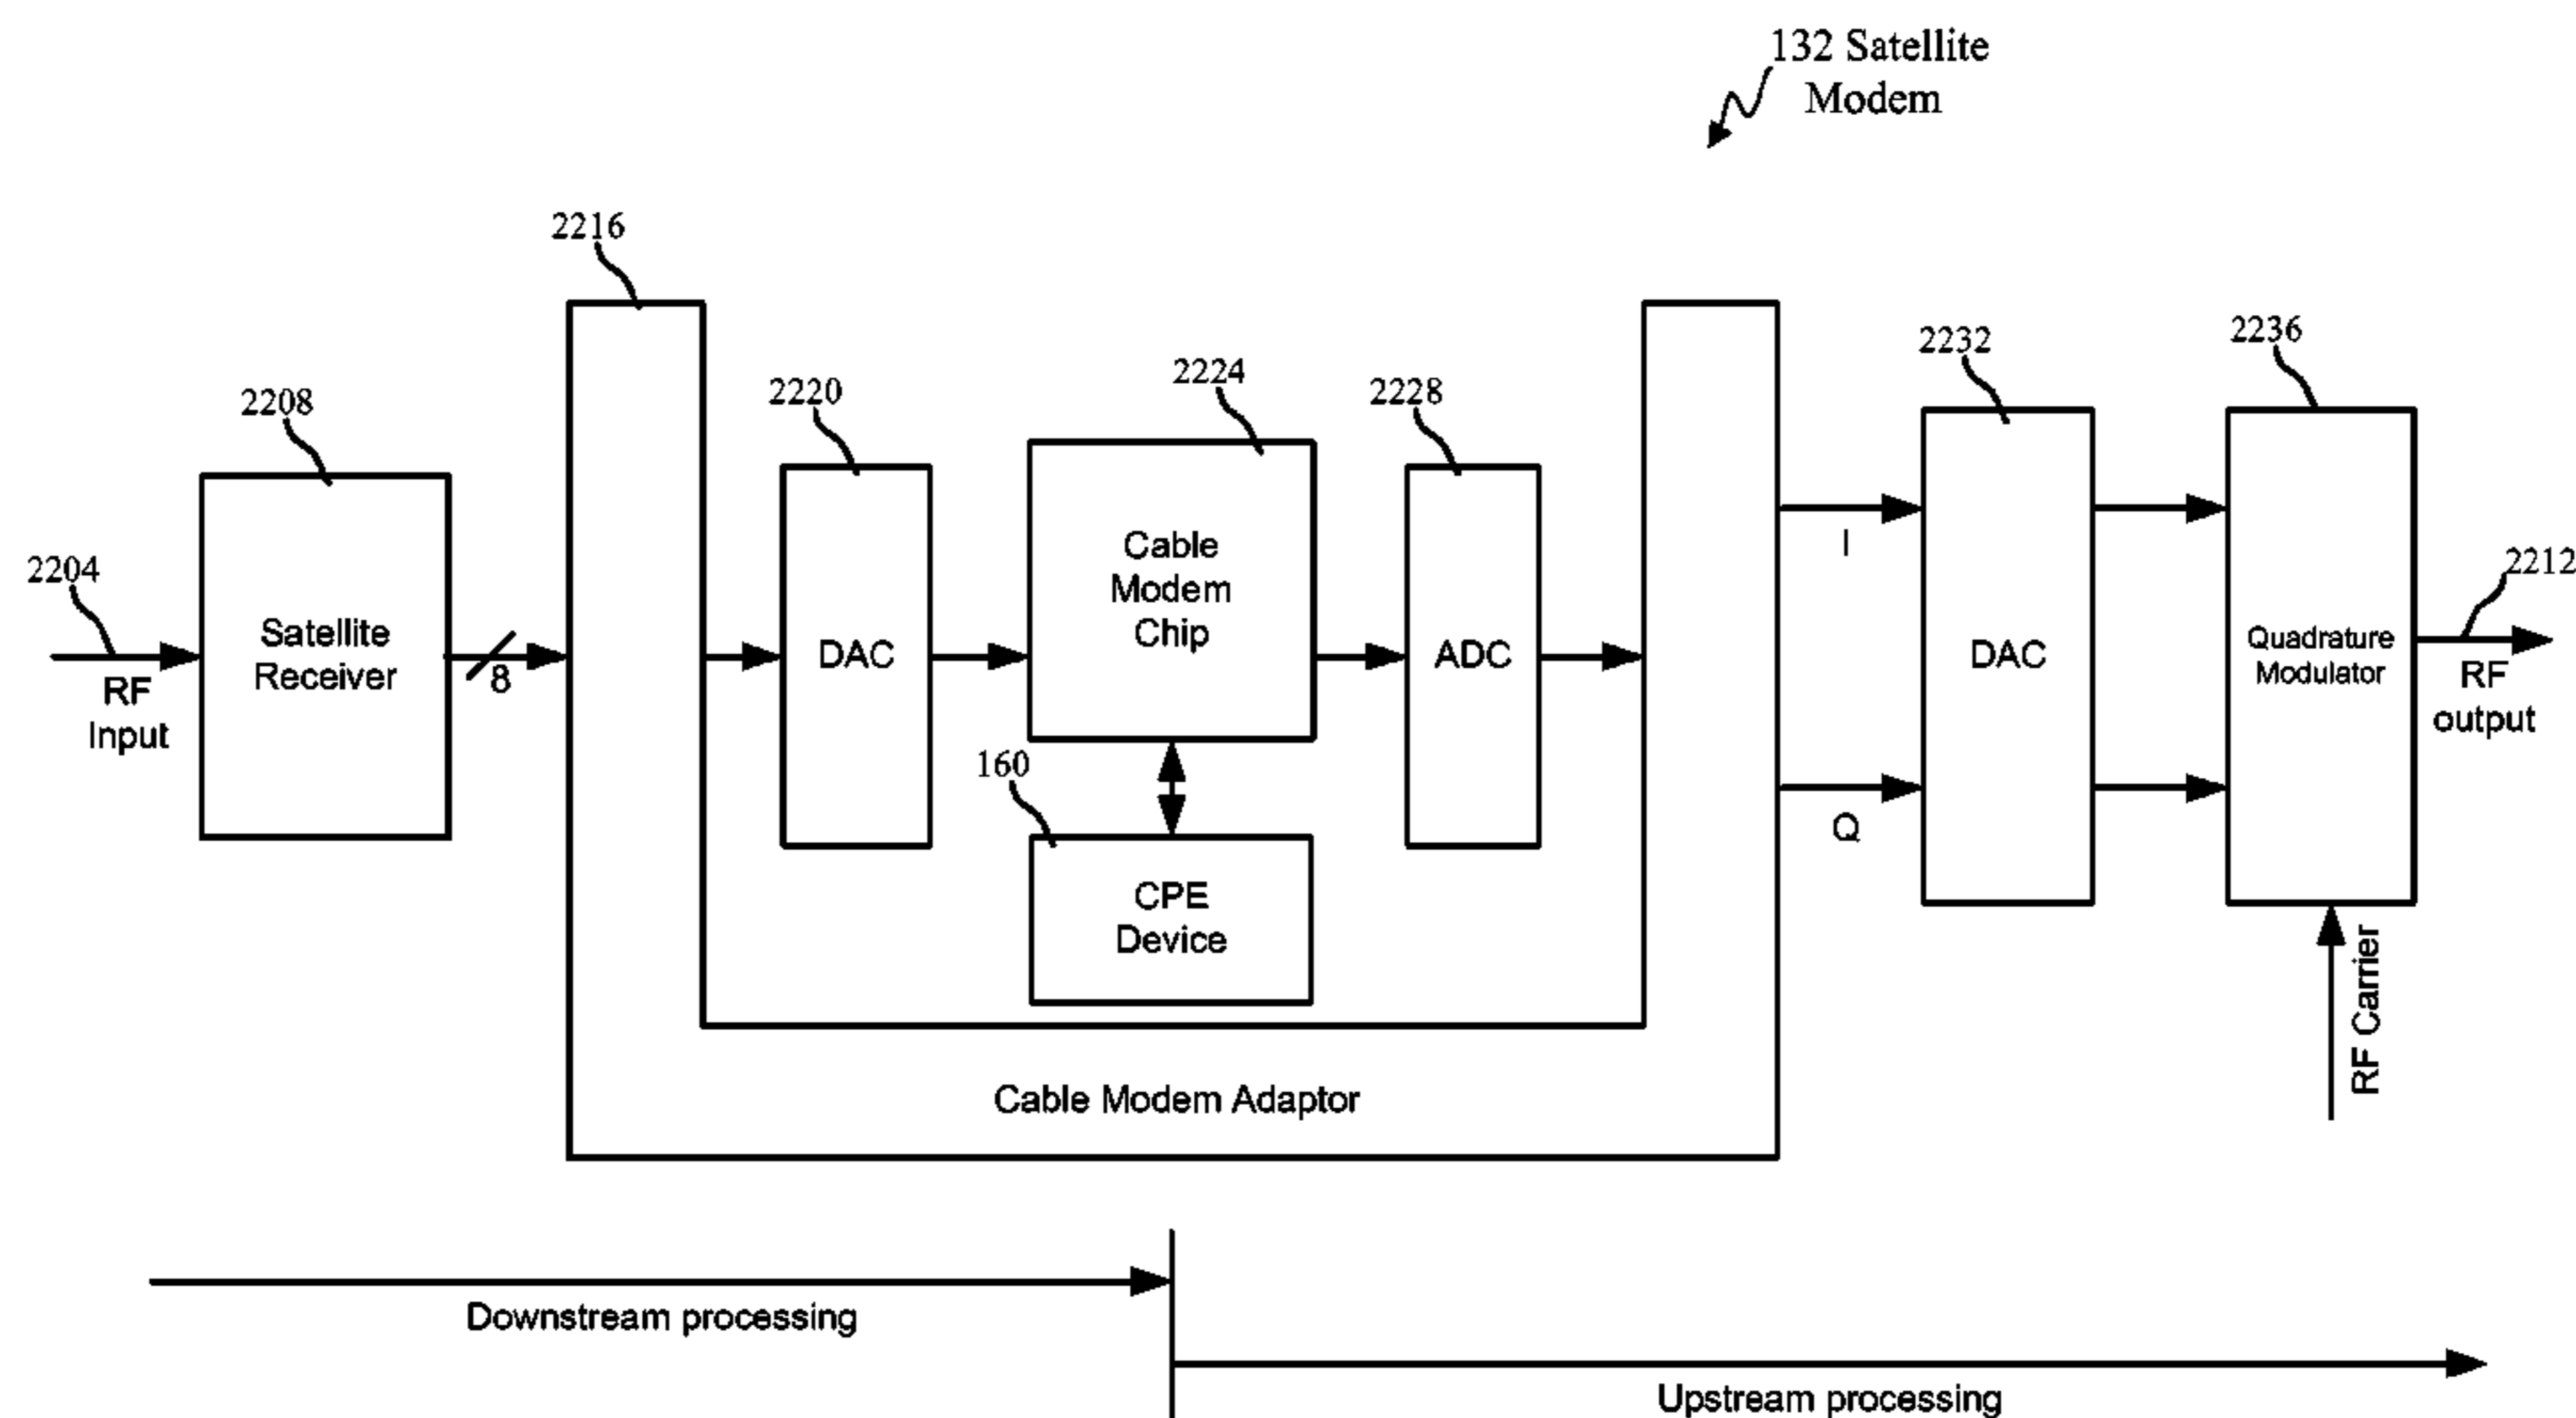 132 Satellite
Modem
2216
2232
2236
2224
2220
2228
2208
2204
2212
Cable
Modem
Chip
I
Satellite
Receiver
8
DAC
ADC
DAC
Quadrature
Modulator
RF
Input
RF
output
160
Q
CPE
Device
RF Carrier
Cable Modem Adaptor
Downstream processing
Upstream processing